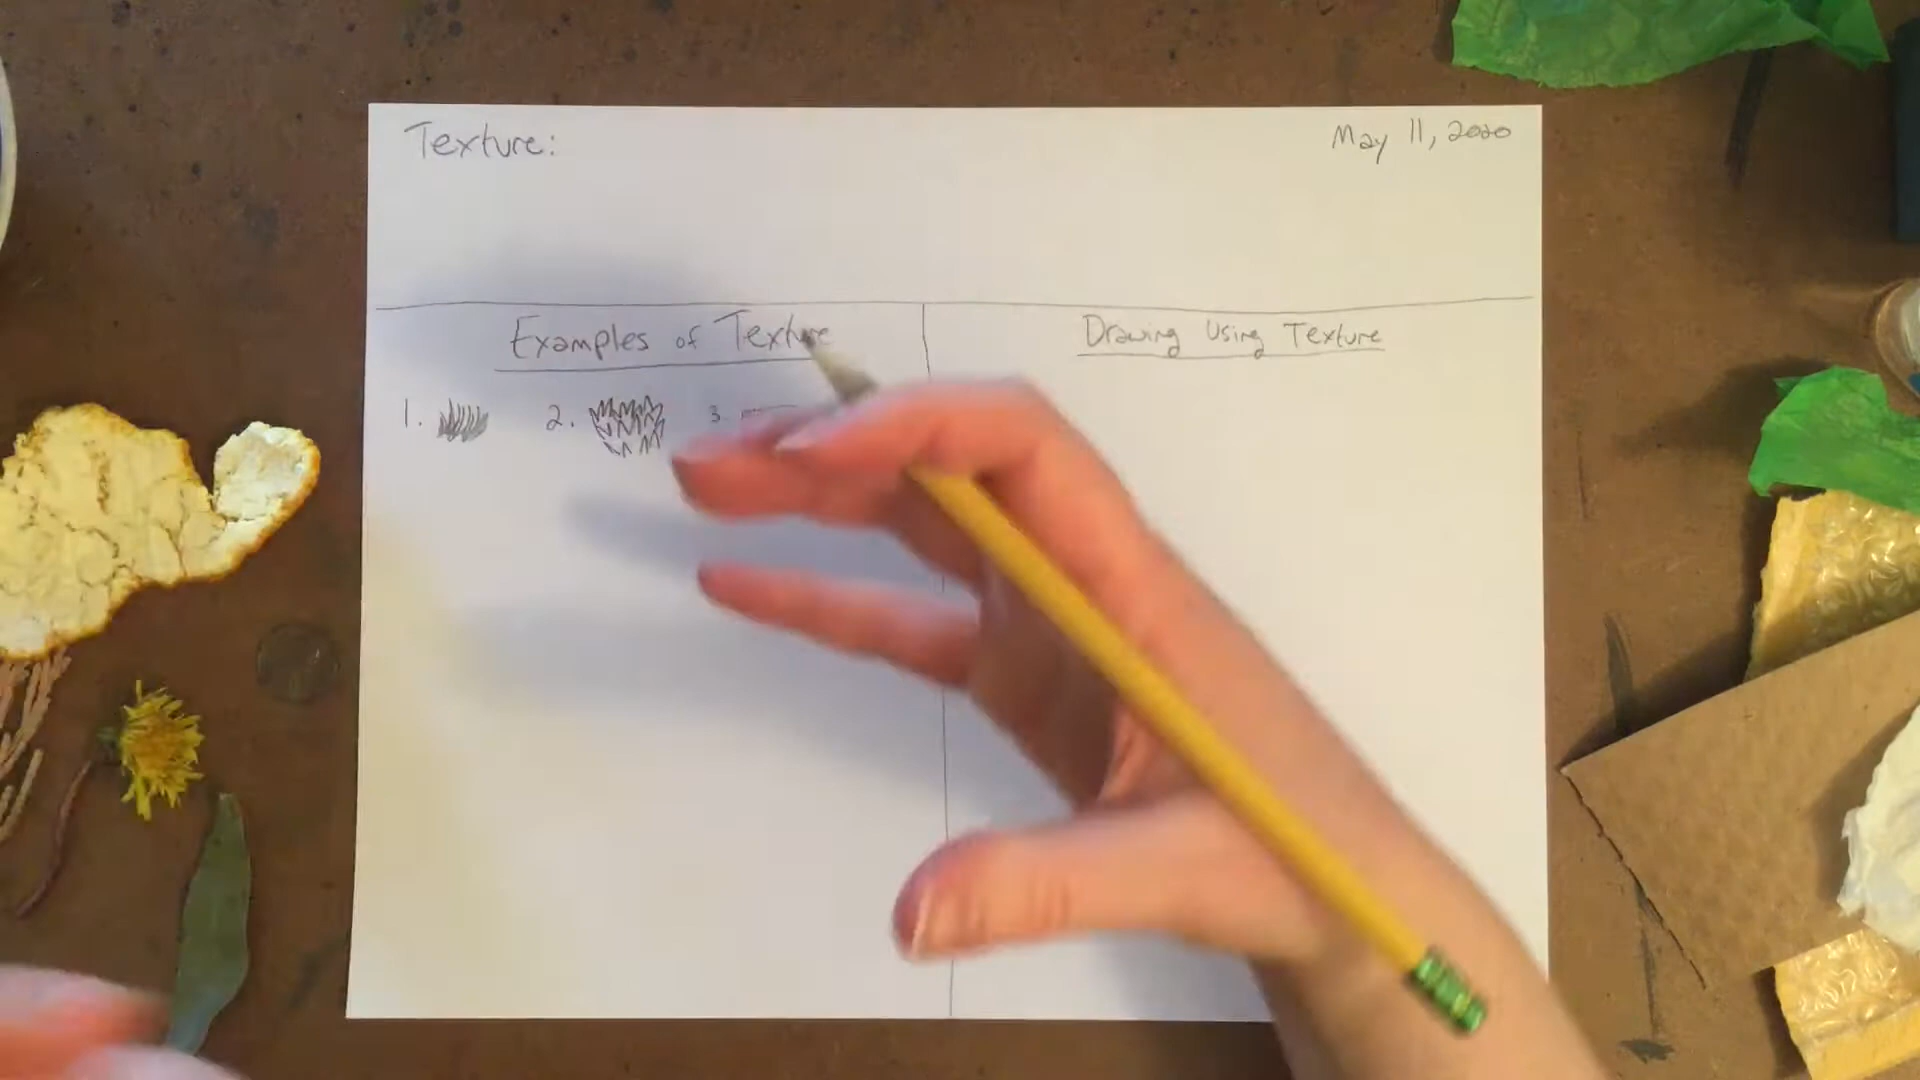 Texture:
May 11, 2020
Examples of Texture
Drawing Using Texture
1. 2. 3.